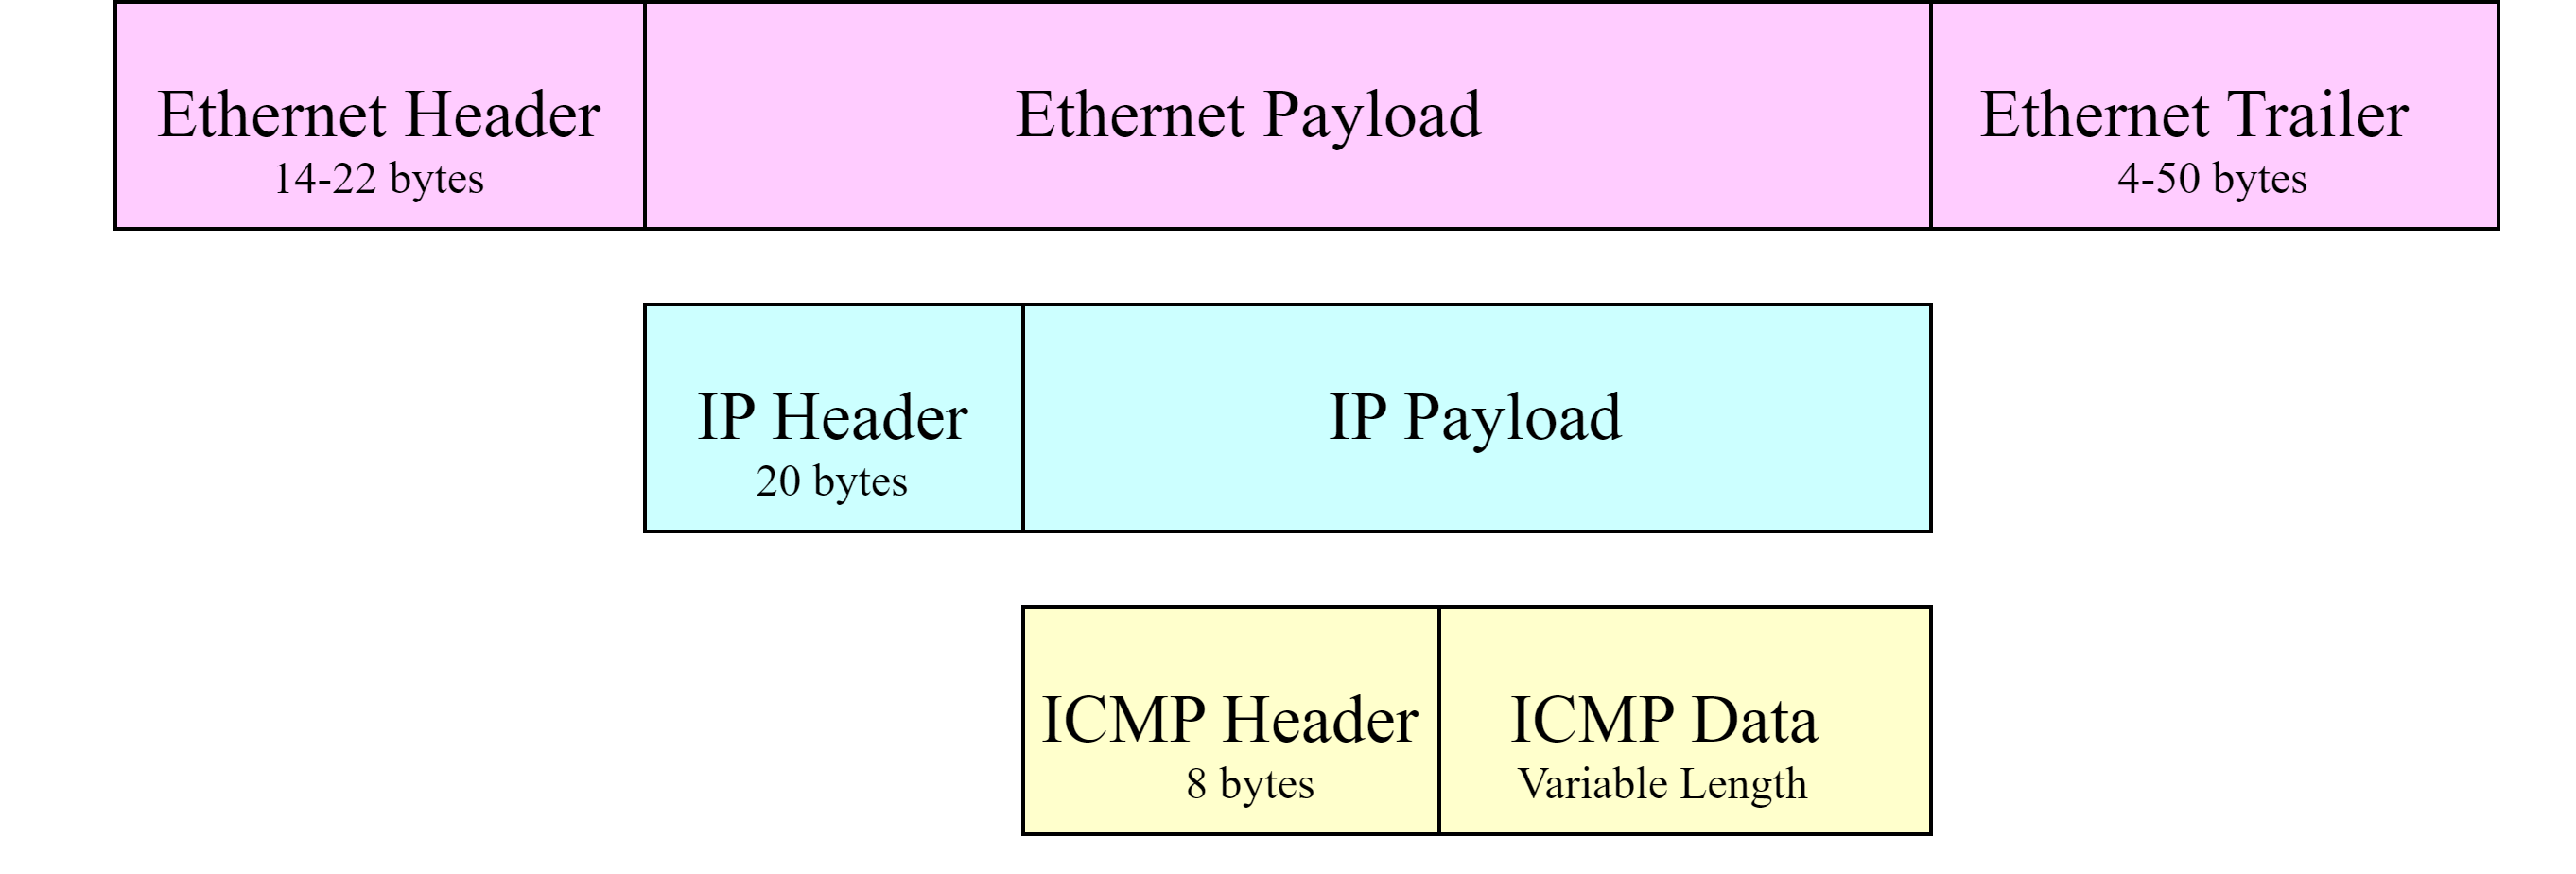 Ethernet Header
14-22 bytes
Ethernet Payload
Ethernet Trailer
4-50 bytes
IP Header
20 bytes
IP Payload
ICMP Header
8 bytes
ICMP Data
Variable Length